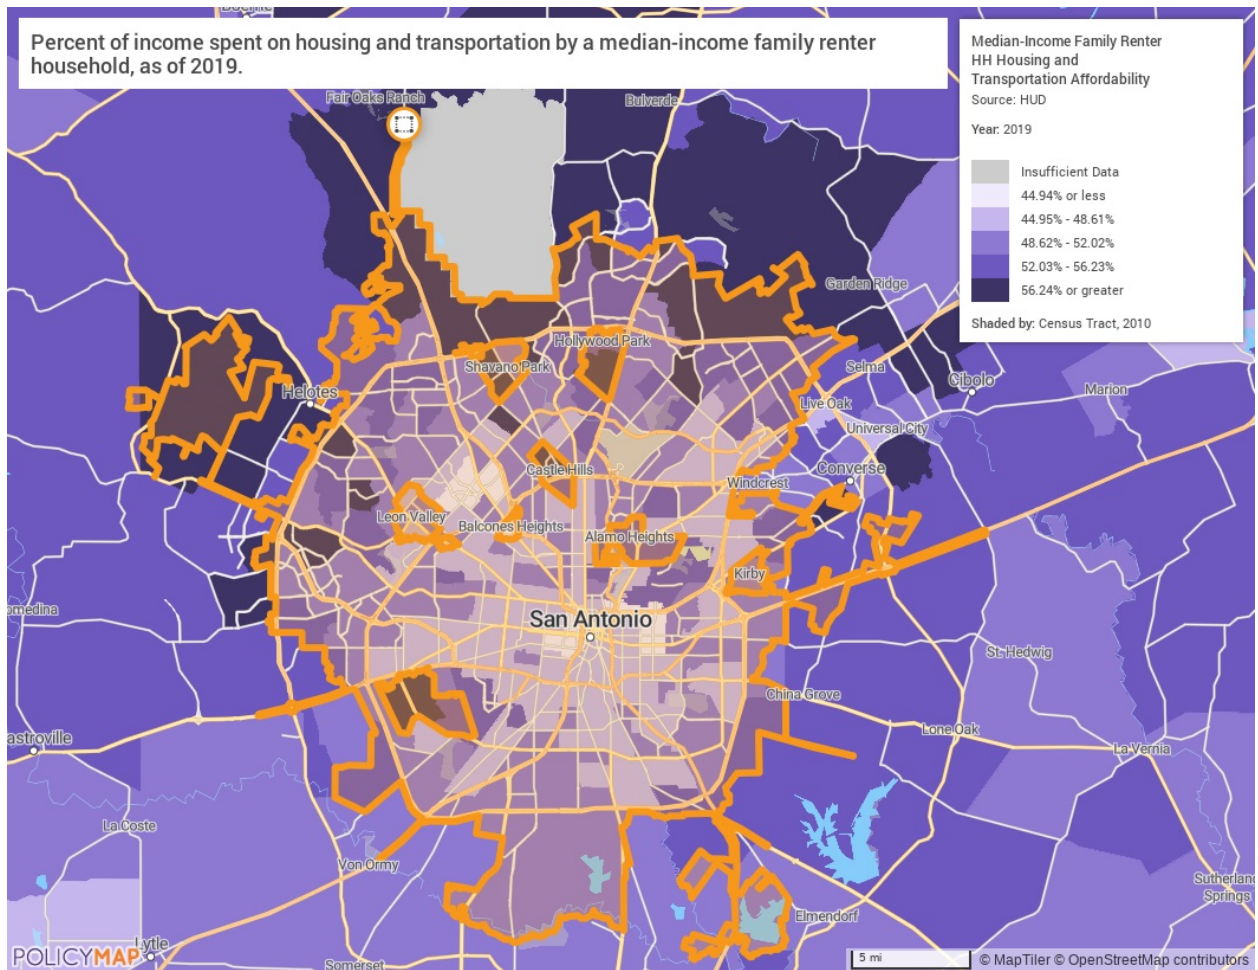 Boerne
Percent of income spent on housing and transportation by a median-income family renter
household, as of 2019.
Median-Income Family Renter
HH Housing and
Transportation Affordability
Source: HUD
Year: 2019
Insufficient Data
44.94% or less
44.95% - 48.61%
48.62% - 52.02%
52.03% - 56.23%
56.24% or greater
Shaded by: Census Tract, 2010
Fair Oaks Ranch
Bulverde
Garden Ridge
Hollywood Park
Shavano Park
Selma
Cibolo
Marion
Helotes
Live Oak
Universal City
Castle Hills
Converse
Windcrest
Leon Valley
Balcones Heights
Alamo Heights
Kirby
omedina
San Antonio
St. Hedwig
China Grove
astroville
Lone Oak
La Vernia
La Coste
Von Ormy
Sutherland
Springs
Elmendorf
Lytle
POLICYMAP
Somerset
5 mi
© MapTiler © OpenStreetMap contributors